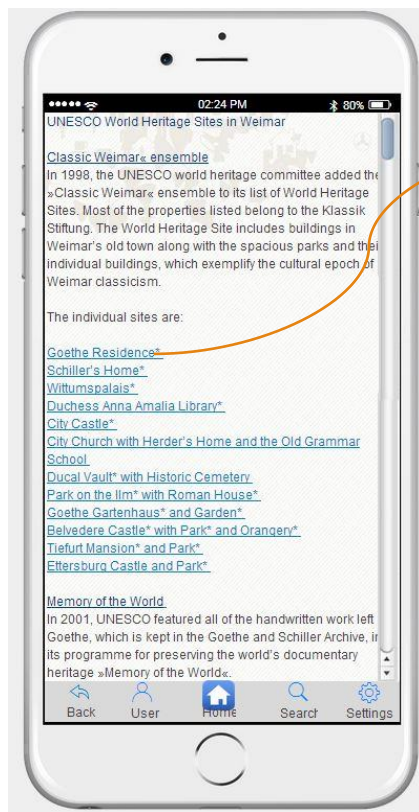 02:24 PM
80%
UNESCO World Heritage Sites in Weimar
Classic Weimar« ensemble
In 1998, the UNESCO world heritage committee added the
»Classic Weimar« ensemble to its list of World Heritage
Sites. Most of the properties listed belong to the Klassik
Stiftung. The World Heritage Site includes buildings in
Weimar's old town along with the spacious parks and thei
individual buildings, which exemplify the cultural epoch of
Weimar classicism.
The individual sites are:
Goethe Residence*
Schiller's Home*
Wittumspalais*
Duchess Anna Amalia Library*
City Castle*
City Church with Herder's Home and the Old Grammar
School
Ducal Vault* with Historic Cemetery
Park on the Ilm* with Roman House*
Goethe Gartenhaus* and Garden*
Belvedere Castle* with Park* and Orangery*
Tiefurt Mansion* and Park*
Ettersburg Castle and Park*
Memory of the World
In 2001, UNESCO featured all of the handwritten work left
Goethe, which is kept in the Goethe and Schiller Archive, in
its programme for preserving the world's documentary
heritage »Memory of the World«.
Back User Home Search Settings